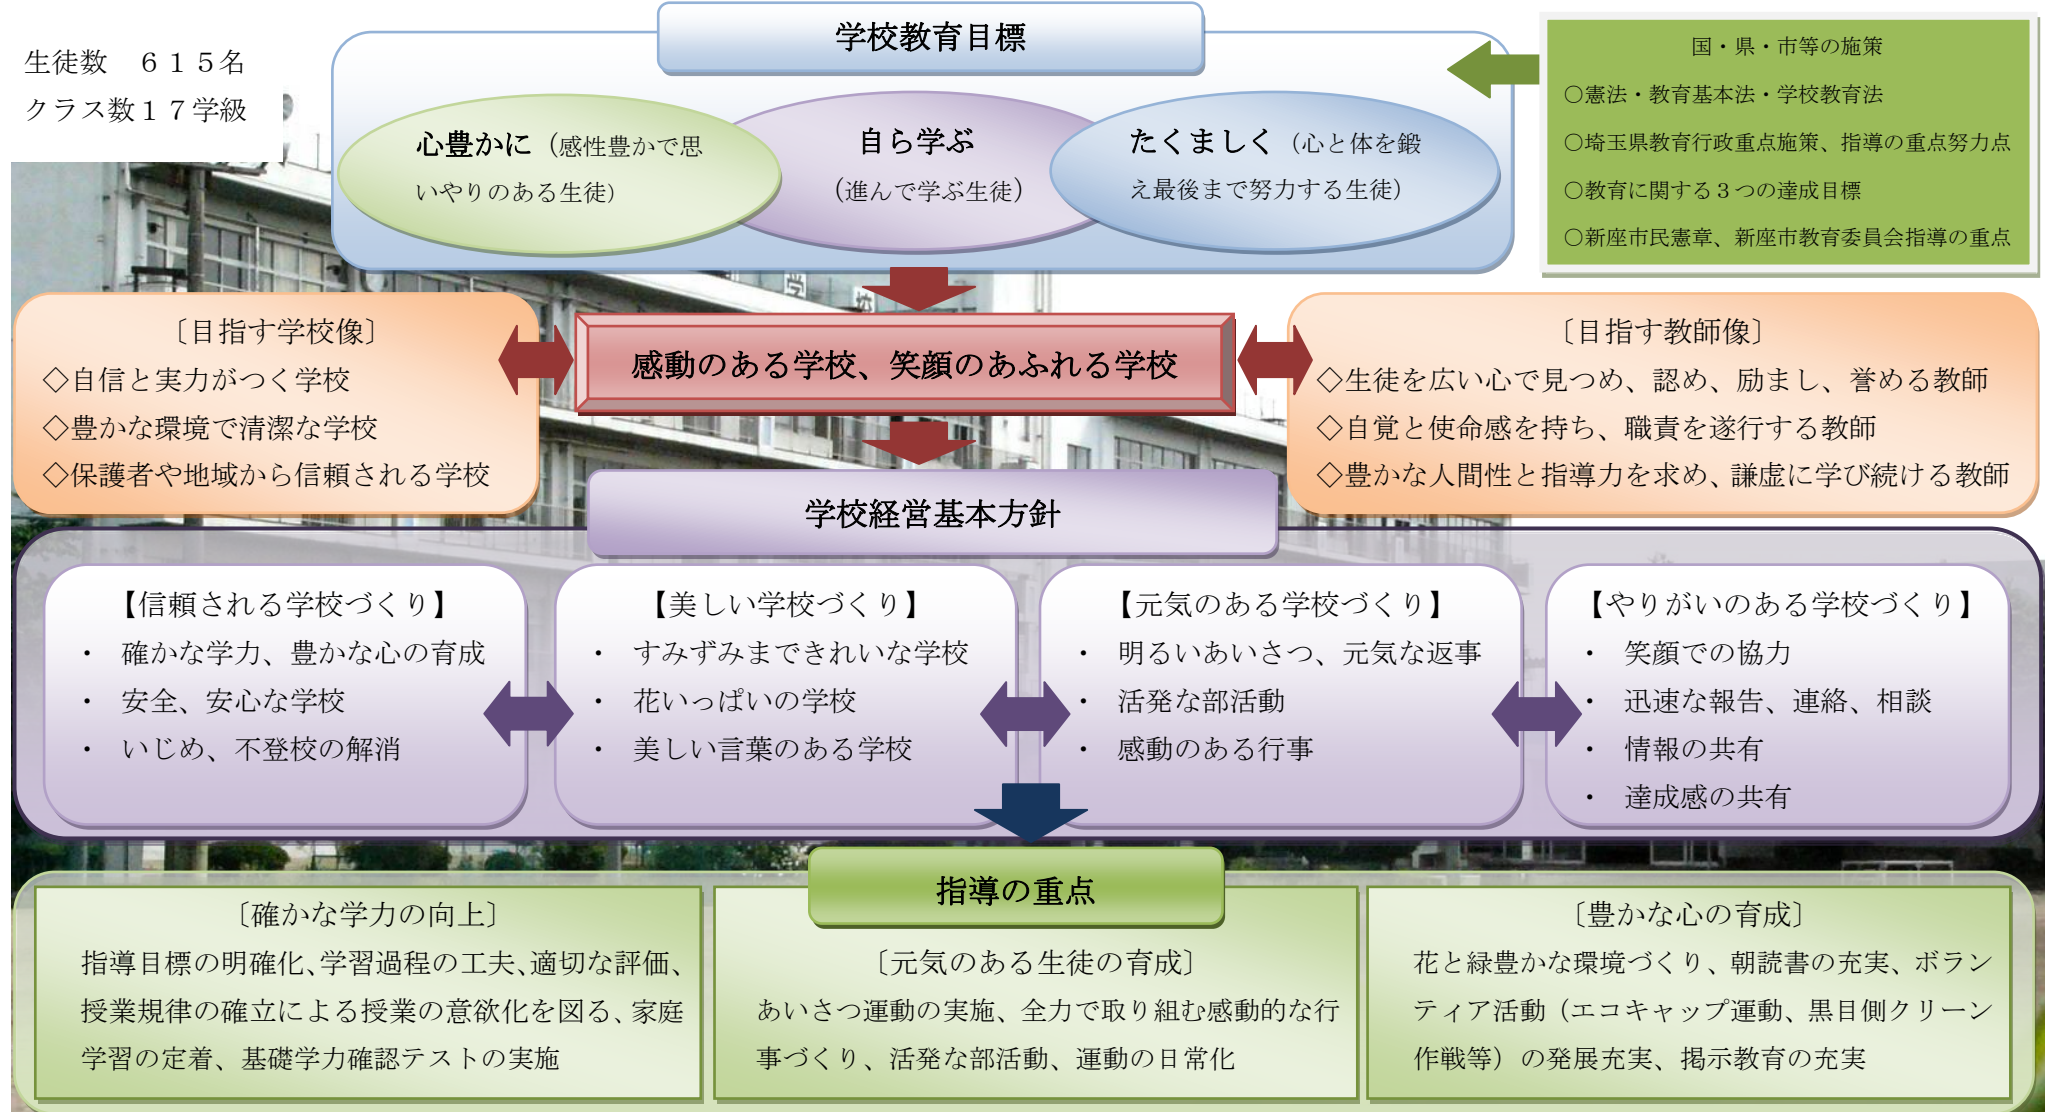 生徒数　６１５名
クラス数１７学級
学校教育目標
心豊かに（感性豊かで思
いやりのある生徒）
自ら学ぶ
（進んで学ぶ生徒）
たくましく（心と体を鍛
え最後まで努力する生徒）
国・県・市等の施策
○憲法・教育基本法・学校教育法
○埼玉県教育行政重点施策、指導の重点努力点
○教育に関する３つの達成目標
○新座市民憲章、新座市教育委員会指導の重点
学校
〔目指す学校像〕
◇自信と実力がつく学校
◇豊かな環境で清潔な学校
◇保護者や地域から信頼される学校
感動のある学校、笑顔のあふれる学校
〔目指す教師像〕
◇生徒を広い心で見つめ、認め、励まし、誉める教師
◇自覚と使命感を持ち、職責を遂行する教師
◇豊かな人間性と指導力を求め、謙虚に学び続ける教師
学校経営基本方針
【信頼される学校づくり】
・　確かな学力、豊かな心の育成
・　安全、安心な学校
・　いじめ、不登校の解消
【美しい学校づくり】
・　すみずみまできれいな学校
・　花いっぱいの学校
・　美しい言葉のある学校
【元気のある学校づくり】
・　明るいあいさつ、元気な返事
・　活発な部活動
・　感動のある行事
【やりがいのある学校づくり】
・　笑顔での協力
・　迅速な報告、連絡、相談
・　情報の共有
・　達成感の共有
指導の重点
〔確かな学力の向上〕
指導目標の明確化、学習過程の工夫、適切な評価、
授業規律の確立による授業の意欲化を図る、家庭
学習の定着、基礎学力確認テストの実施
〔元気のある生徒の育成〕
あいさつ運動の実施、全力で取り組む感動的な行
事づくり、活発な部活動、運動の日常化
〔豊かな心の育成〕
花と緑豊かな環境づくり、朝読書の充実、ボラン
ティア活動（エコキャップ運動、黒目側クリーン
作戦等）の発展充実、掲示教育の充実